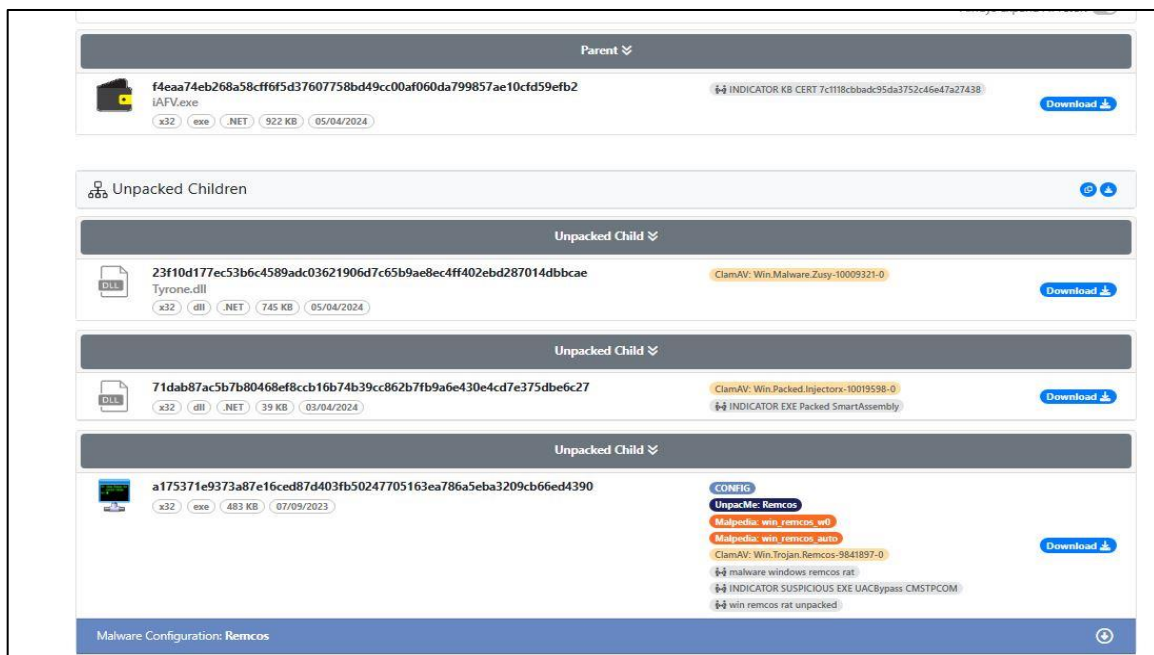 Parent
f4eaa74eb268a58cff6f5d37607758bd49cc00af060da799857ae10cfd59efb2
INDICATOR KB CERT 7c1118cbbadc95da3752c46e47a27438
iAFV.exe
Download
x32 exe .NET 922 KB 05/04/2024
Unpacked Children
Unpacked Child
23f10d177ec53b6c4589adc03621906d7c65b9ae8ec4ff402ebd287014dbbcae
ClamAV: Win.Malware.Zusy-10009321-0
DLL
Tyrone.dll
Download
x32 dll .NET 745 KB 05/04/2024
Unpacked Child
71dab87ac5b7b80468ef8ccb16b74b39cc862b7fb9a6e430e4cd7e375dbe6c27
ClamAV: Win.Packed.Injectorx-10019598-0
DLL
Download
x32 dll .NET 39 KB 03/04/2024
INDICATOR EXE Packed SmartAssembly
Unpacked Child
a175371e9373a87e16ced87d403fb50247705163ea786a5eba3209cb66ed4390
CONFIG
x32 exe 483 KB 07/09/2023
UnpacMe: Remcos
Malpedia: win_remcos_w0
Malpedia: win_remcos_auto
Download
ClamAV: Win.Trojan.Remcos-9841897-0
malware windows remcos rat
INDICATOR SUSPICIOUS EXE UACBypass CMSTPCOM
win remcos rat unpacked
Malware Configuration: Remcos